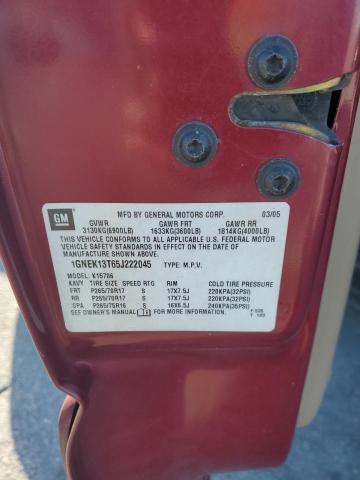 GM
MFD BY GENERAL MOTORS CORP. 03/05
GVWR GAWR FRT GAWR RR
3130KG(6900LB) 1633KG(3600LB) 1814KG(4000LB)
THIS VEHICLE CONFORMS TO ALL APPLICABLE U.S. FEDERAL MOTOR
VEHICLE SAFETY STANDARDS IN EFFECT ON THE DATE OF
MANUFACTURE SHOWN ABOVE.
1GNEK13T65J222045 TYPE: M.P.V.
MODEL: K15706
KAVY TIRE SIZE SPEED RTG RIM COLD TIRE PRESSURE
FRT P265/70R17 S 17X7.5J 220KPA(32PSI)
RR P265/70R17 S 17X7.5J 220KPA(32PSI)
SPA P265/75R16 S 16X6.5J 240KPA(35PSI)
SEE OWNER'S MANUAL FOR MORE INFORMATION.